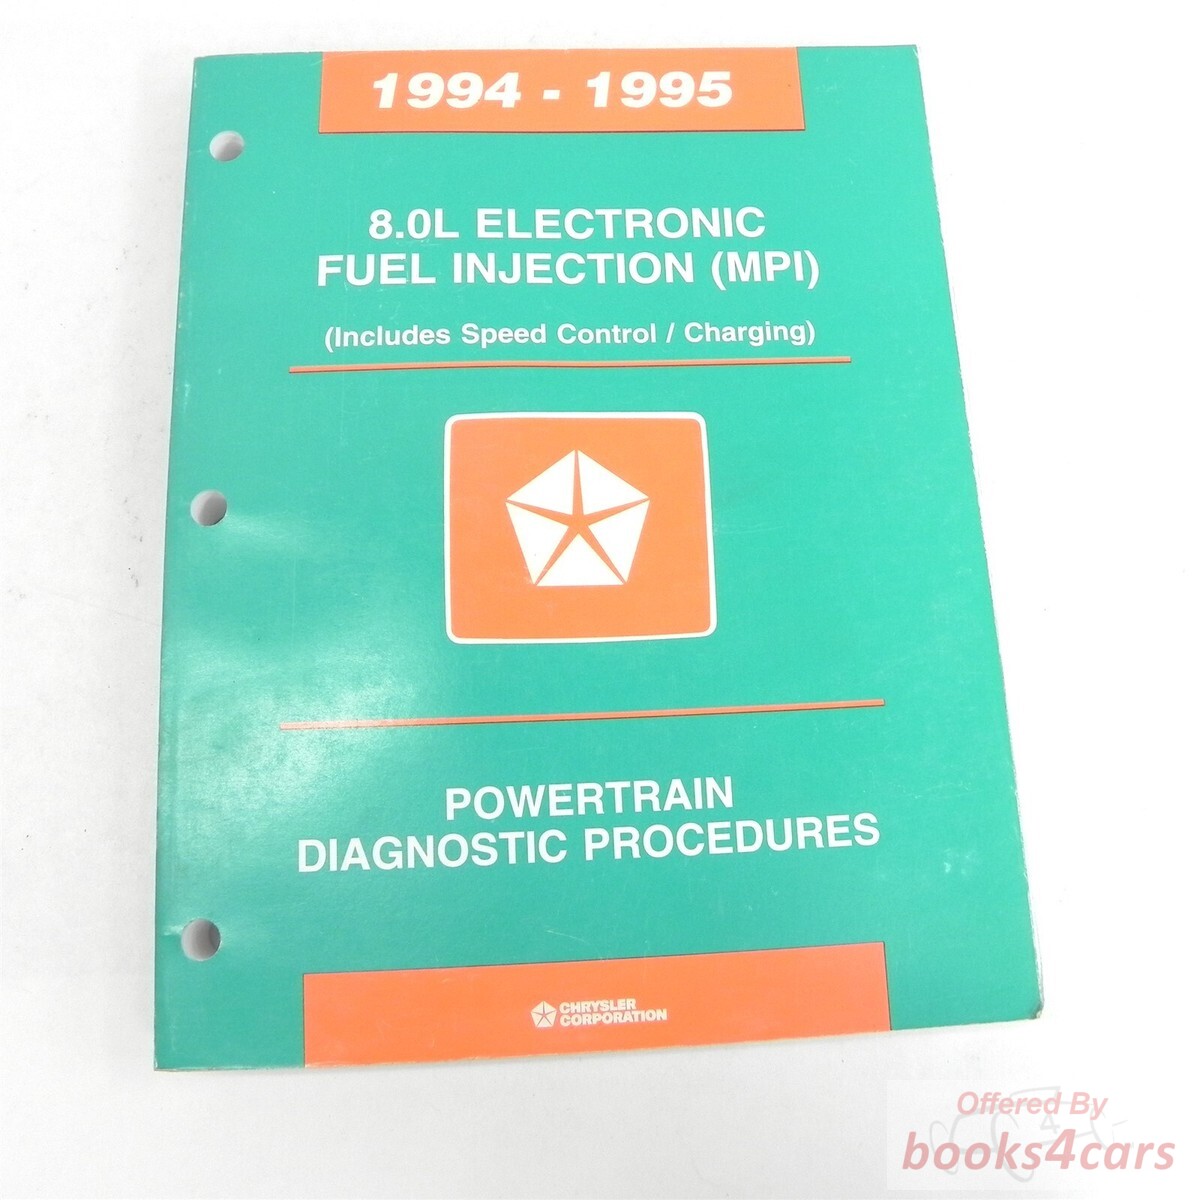 1994 - 1995
8.0L ELECTRONIC
FUEL INJECTION (MPI)
(Includes Speed Control / Charging)
POWERTRAIN
DIAGNOSTIC PROCEDURES
CHRYSLER
CORPORATION
Offered By
books4cars